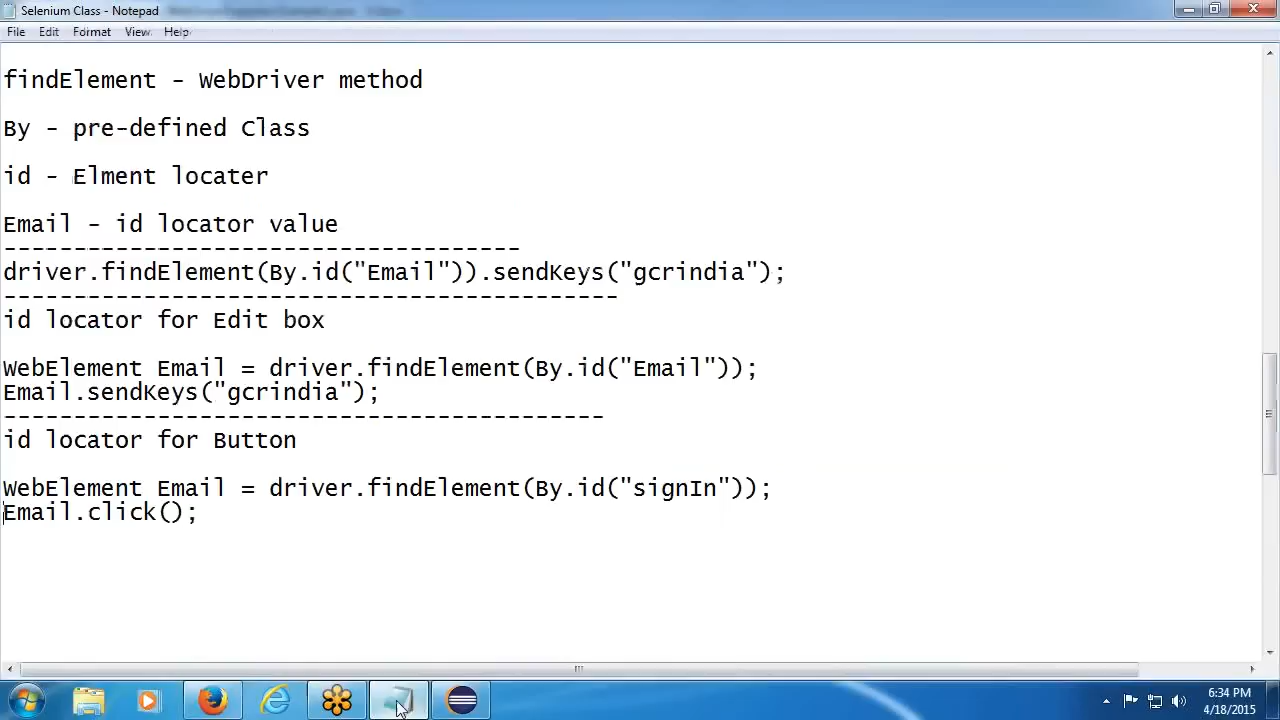 Selenium Class - Notepad
File Edit Format View Help
findElement - WebDriver method
By - pre-defined Class
id - Elment locater
Email - id locator value
-------------------------------------
driver.findElement(By.id("Email")).sendKeys("gcrindia");
--------------------------------------------
id locator for Edit box
WebElement Email = driver.findElement(By.id("Email"));
Email.sendKeys("gcrindia");
-------------------------------------------
id locator for Button
WebElement Email = driver.findElement(By.id("signIn"));
Email.click();
6:34 PM
4/18/2015